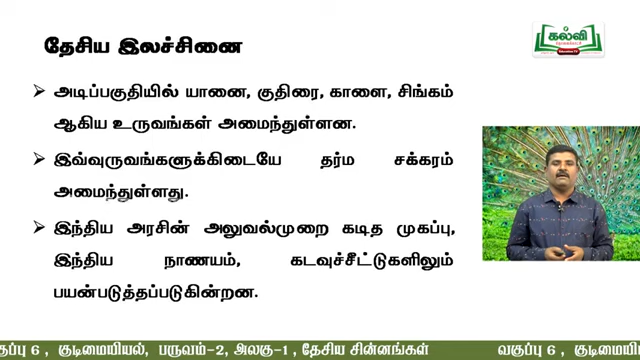 தேசிய இலச்சினை
கல்வி
அடிப்பகுதியில் யானை, குதிரை, காளை, சிங்கம்
ஆகிய உருவங்கள் அமைந்துள்ளன.
இவ்வுருவங்களுக்கிடையே தர்ம சக்கரம்
அமைந்துள்ளது.
இந்திய அரசின் அலுவல்முறை கடித முகப்பு,
இந்திய நாணயம், கடவுச்சீட்டுகளிலும்
பயன்படுத்தப்படுகின்றன.
குப்பு 6 , குடிமையியல், பருவம்-2, அலகு-1 , தேசிய சின்னங்கள் வகுப்பு 6 , குடிமையி